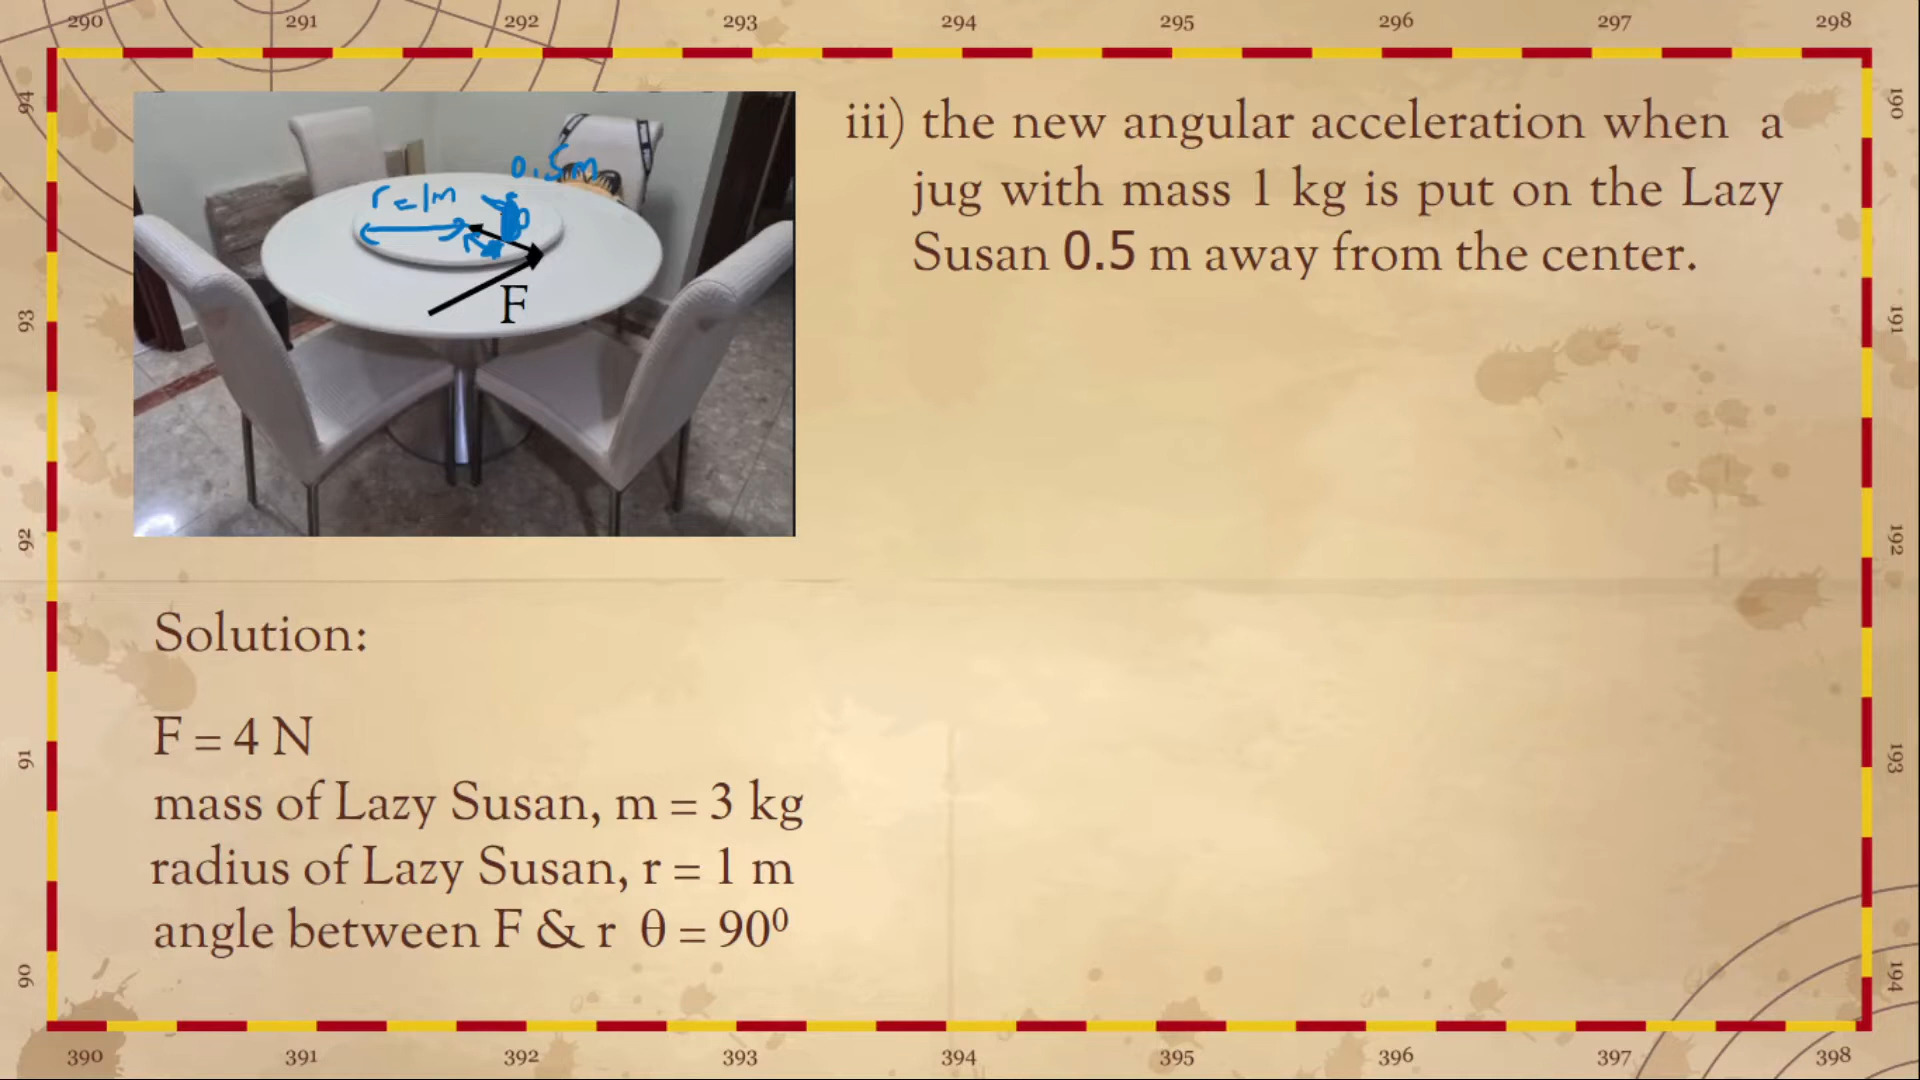 290 291 292 293 294 295 296 297 298
94 93 92 91 90
190 191 192 193 194
r=1m
0.5m
F
iii) the new angular acceleration when a
jug with mass 1 kg is put on the Lazy
Susan 0.5 m away from the center.
Solution:
F = 4 N
mass of Lazy Susan, m = 3 kg
radius of Lazy Susan, r = 1 m
angle between F & r θ = 90⁰
390 391 392 393 394 395 396 397 398